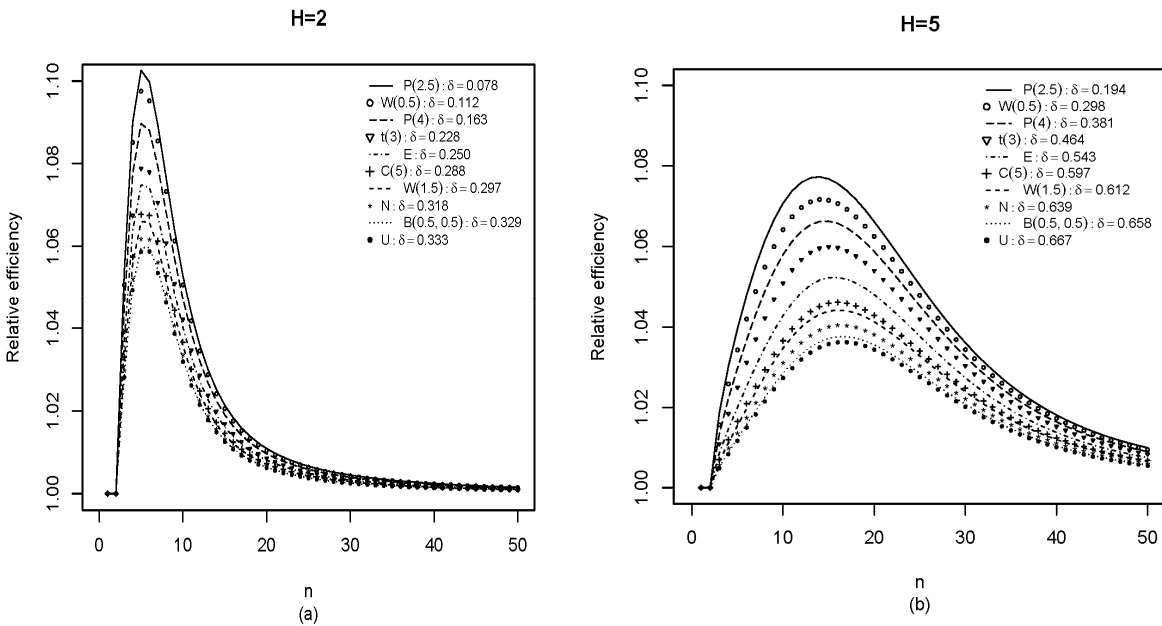 H=2
1.10
1.08
1.06
1.04
1.02
1.00
Relative efficiency
P(2.5) : δ = 0.078
W(0.5) : δ = 0.112
P(4) : δ = 0.163
t(3) : δ = 0.228
E : δ = 0.250
C(5) : δ = 0.288
W(1.5) : δ = 0.297
N : δ = 0.318
B(0.5, 0.5) : δ = 0.329
U : δ = 0.333
0 10 20 30 40 50
n
(a)
H=5
1.10
1.08
1.06
1.04
1.02
1.00
Relative efficiency
P(2.5) : δ = 0.194
W(0.5) : δ = 0.298
P(4) : δ = 0.381
t(3) : δ = 0.464
E : δ = 0.543
C(5) : δ = 0.597
W(1.5) : δ = 0.612
N : δ = 0.639
B(0.5, 0.5) : δ = 0.658
U : δ = 0.667
0 10 20 30 40 50
n
(b)